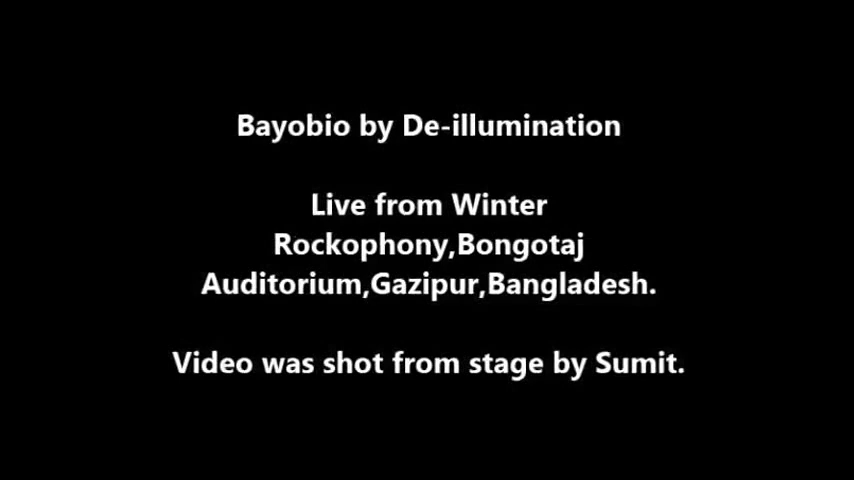 Bayobio by De-illumination
Live from Winter
Rockophony,Bongotaj
Auditorium,Gazipur,Bangladesh.
Video was shot from stage by Sumit.